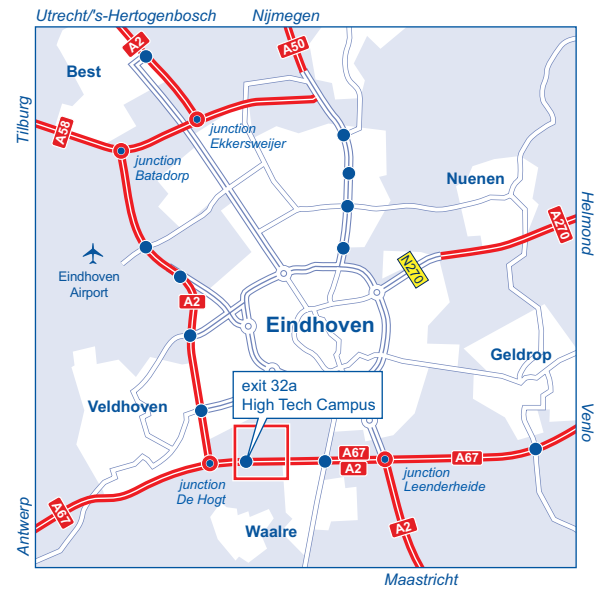 Utrecht/'s-Hertogenbosch
Nijmegen
A2
A50
Best
Tilburg
A58
junction
Ekkersweijer
junction
Batadorp
Nuenen
Helmond
A270
N270
Eindhoven
Airport
A2
Eindhoven
Geldrop
exit 32a
High Tech Campus
Veldhoven
Venlo
A67
A2
A67
junction
De Hogt
junction
Leenderheide
Antwerp
A67
Waalre
A2
Maastricht